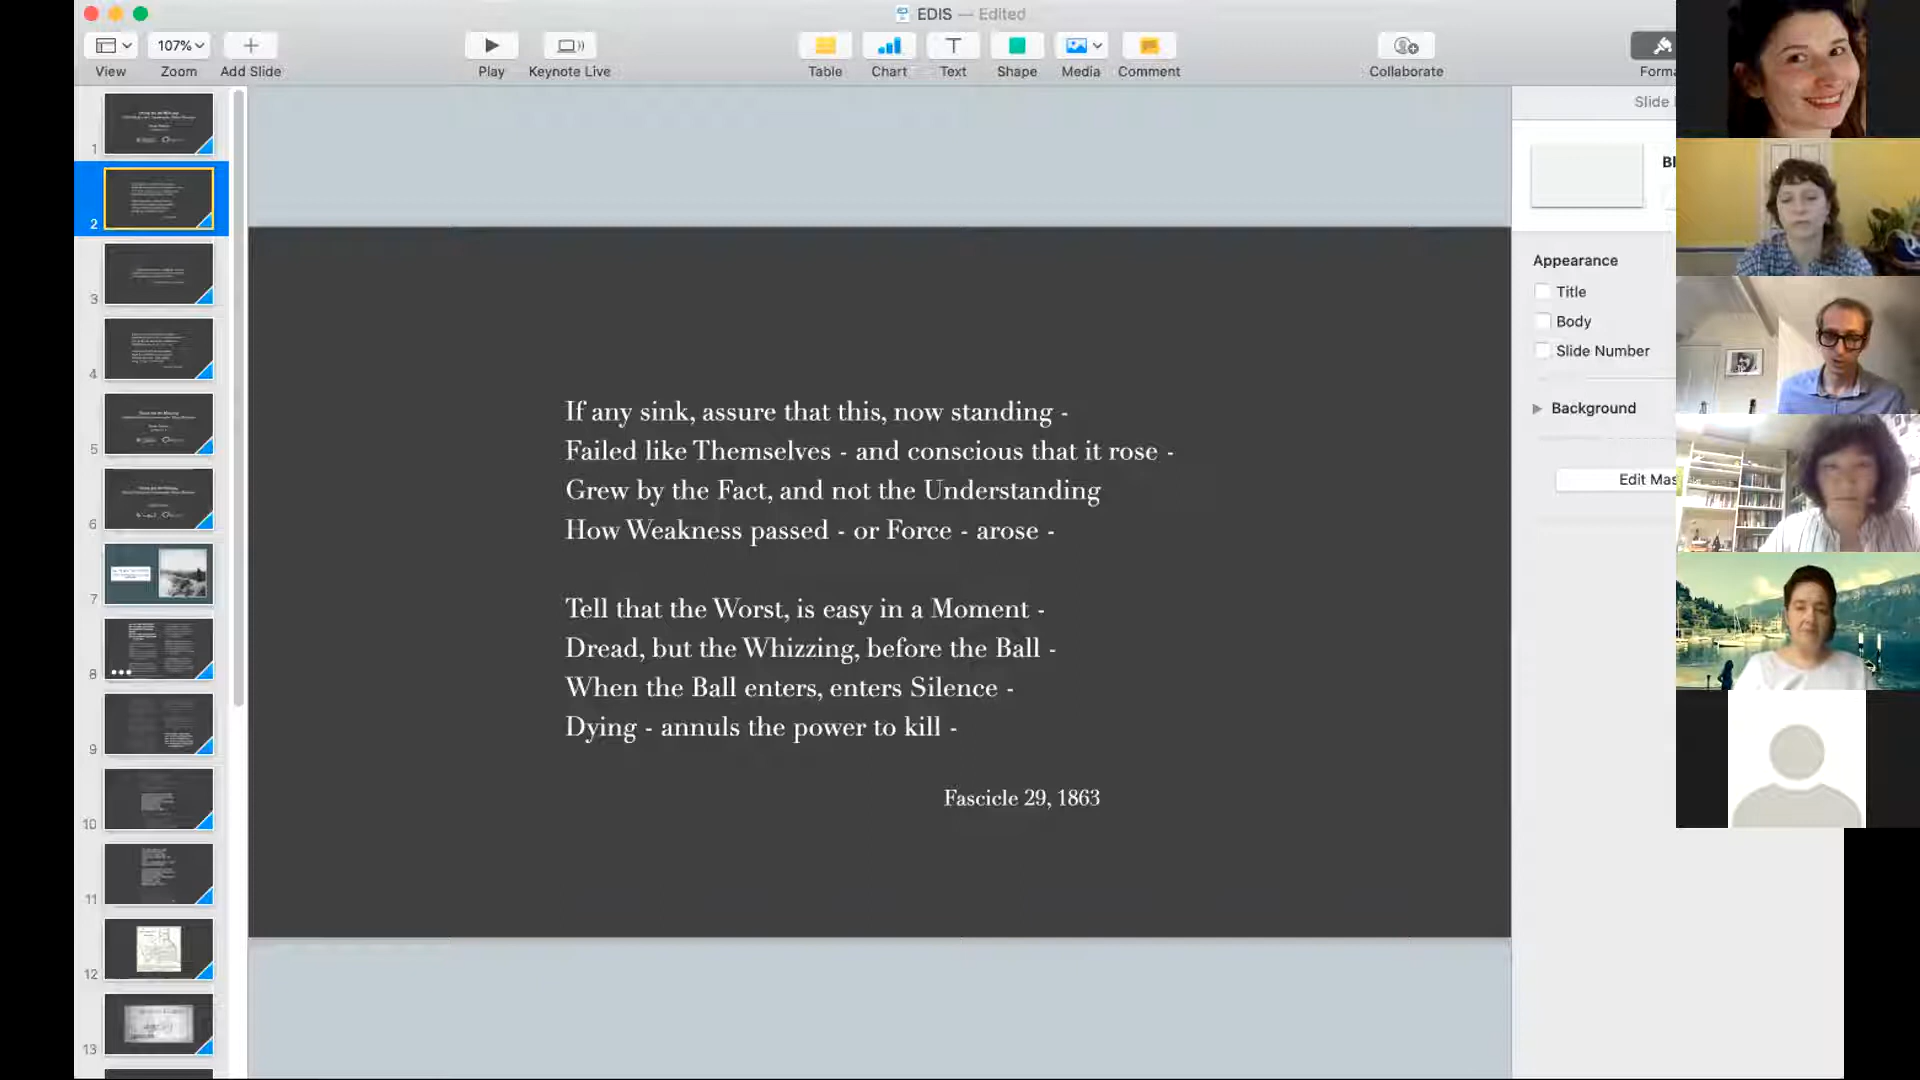 EDIS — Edited
107%
View
Zoom
Add Slide
Play
Keynote Live
Table
Chart
Text
Shape
Media
Comment
Collaborate
Slide
1
2
3
4
5
6
7
8
9
10
11
12
13
If any sink, assure that this, now standing -
Failed like Themselves - and conscious that it rose -
Grew by the Fact, and not the Understanding
How Weakness passed - or Force - arose -
Tell that the Worst, is easy in a Moment -
Dread, but the Whizzing, before the Ball -
When the Ball enters, enters Silence -
Dying - annuls the power to kill -
Fascicle 29, 1863
Appearance
Title
Body
Slide Number
Background
Edit